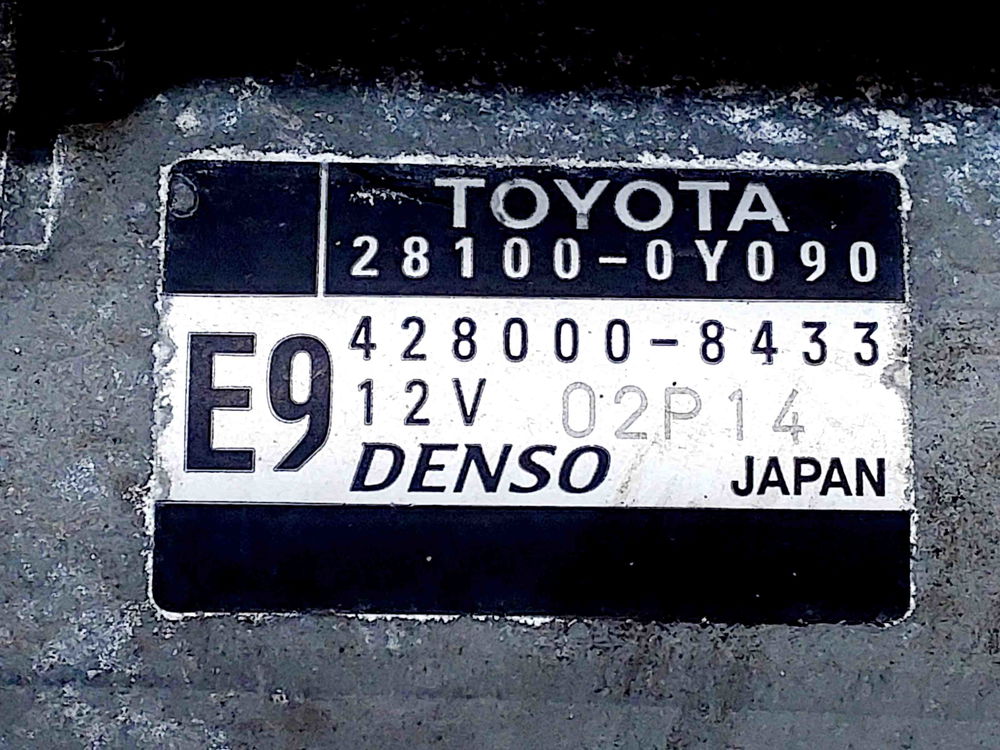 TOYOTA
28100-0Y090
E9
428000-8433
12V 02P14
DENSO JAPAN